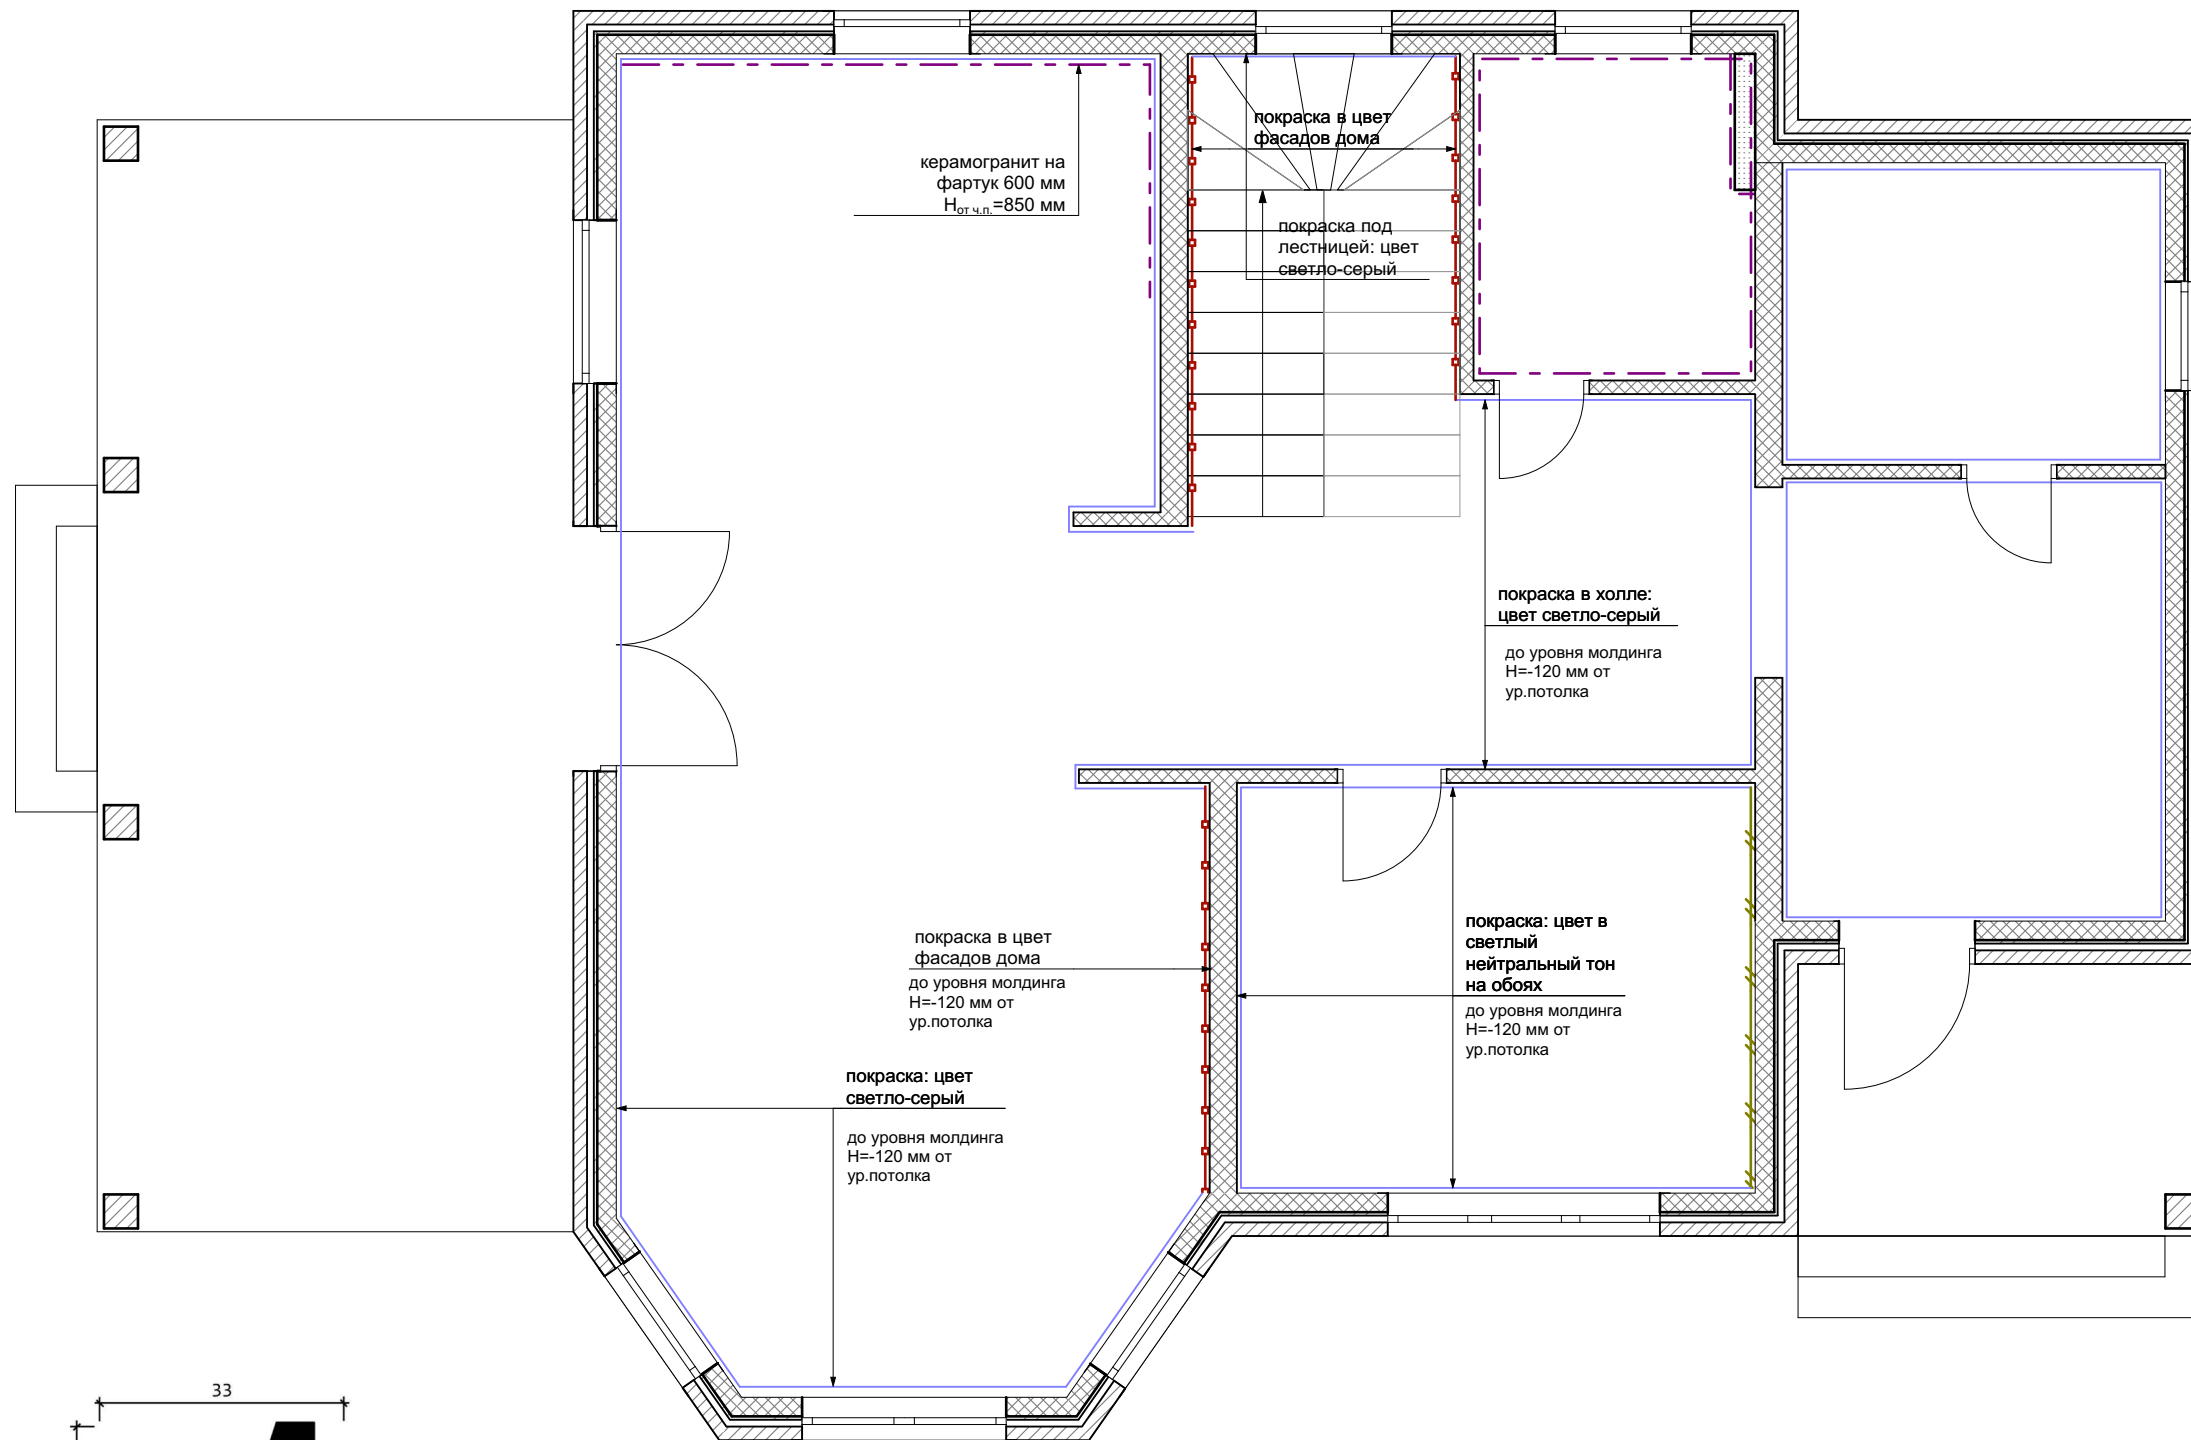 покраска в цвет
фасадов дома
керамогранит на
фартук 600 мм
Hот ч.п.=850 мм
покраска под
лестницей: цвет
светло-серый
покраска в холле:
цвет светло-серый
до уровня молдинга
H=-120 мм от
ур.потолка
покраска в цвет
фасадов дома
до уровня молдинга
H=-120 мм от
ур.потолка
покраска: цвет в
светлый
нейтральный тон
на обоях
до уровня молдинга
H=-120 мм от
ур.потолка
покраска: цвет
светло-серый
до уровня молдинга
H=-120 мм от
ур.потолка
33